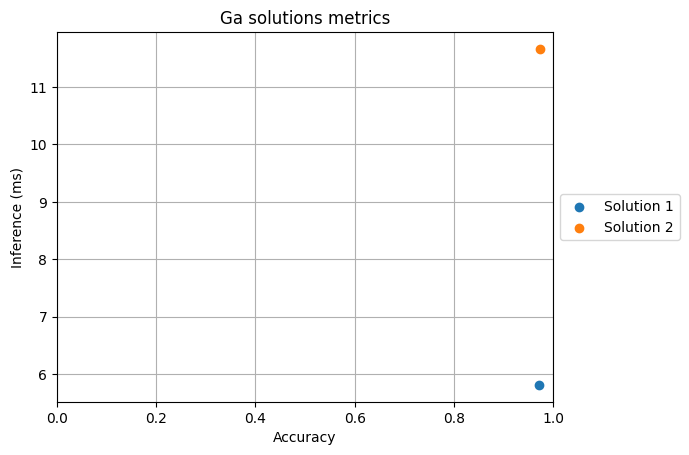 Ga solutions metrics
Inference (ms)
11
10
9
8
7
6
0.0 0.2 0.4 0.6 0.8 1.0
Accuracy
Solution 1
Solution 2